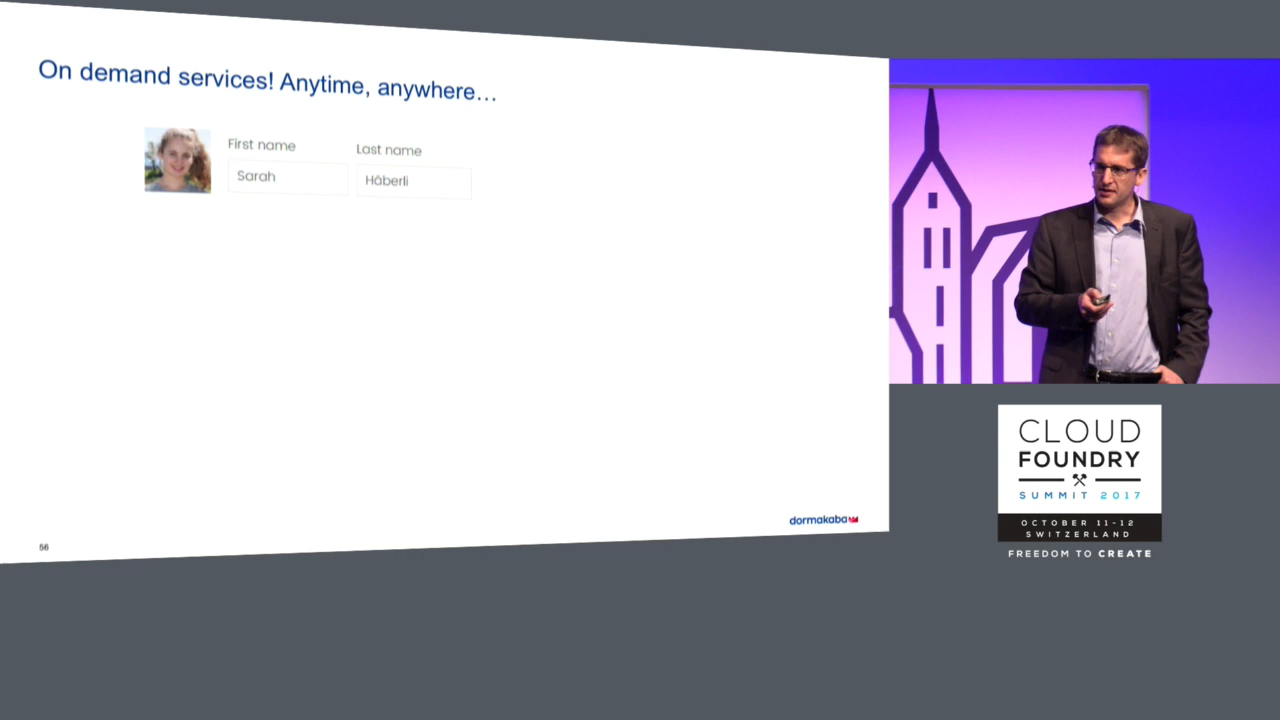 On demand services! Anytime, anywhere…
First name
Last name
Sarah
Häberli
dormakaba
56
CLOUD
FOUNDRY
SUMMIT 2017
OCTOBER 11-12
SWITZERLAND
FREEDOM TO CREATE